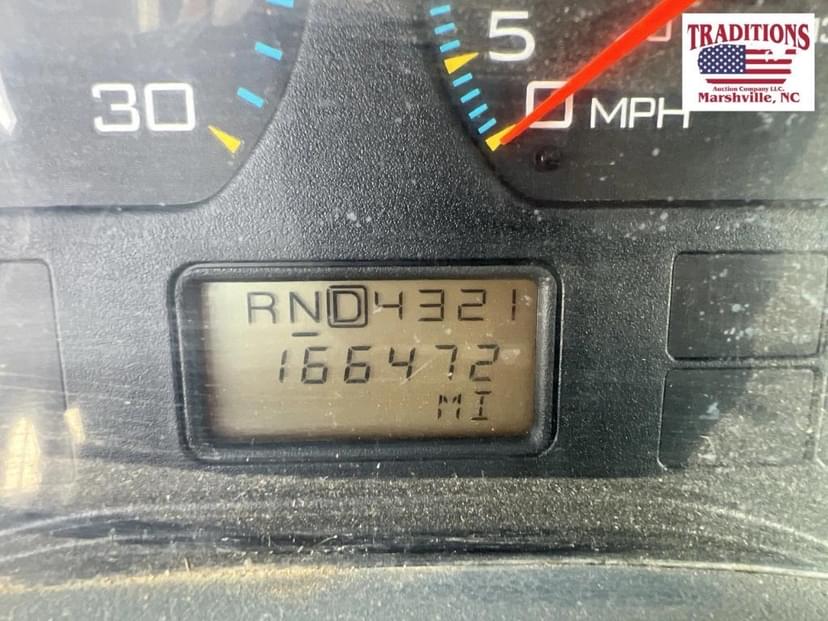 TRADITIONS
Auction Company LLC.
Marshville, NC
5
30
0 MPH
RND4321
166472
MI